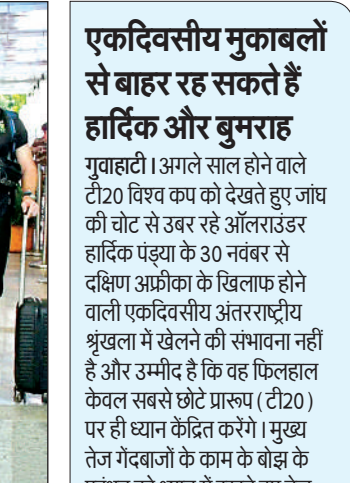 एकदिवसीय मुकाबलों
से बाहर रह सकते हैं
हार्दिक और बुमराह
गुवाहाटी । अगले साल होने वाले
टी20 विश्व कप को देखते हुए जांघ
की चोट से उबर रहे ऑलराउंडर
हार्दिक पंड्या के 30 नवंबर से
दक्षिण अफ्रीका के खिलाफ होने
वाली एकदिवसीय अंतरराष्ट्रीय
श्रृंखला में खेलने की संभावना नहीं
है और उम्मीद है कि वह फिलहाल
केवल सबसे छोटे प्रारूप ( टी20 )
पर ही ध्यान केंद्रित करेंगे । मुख्य
तेज गेंदबाजों के काम के बोझ के